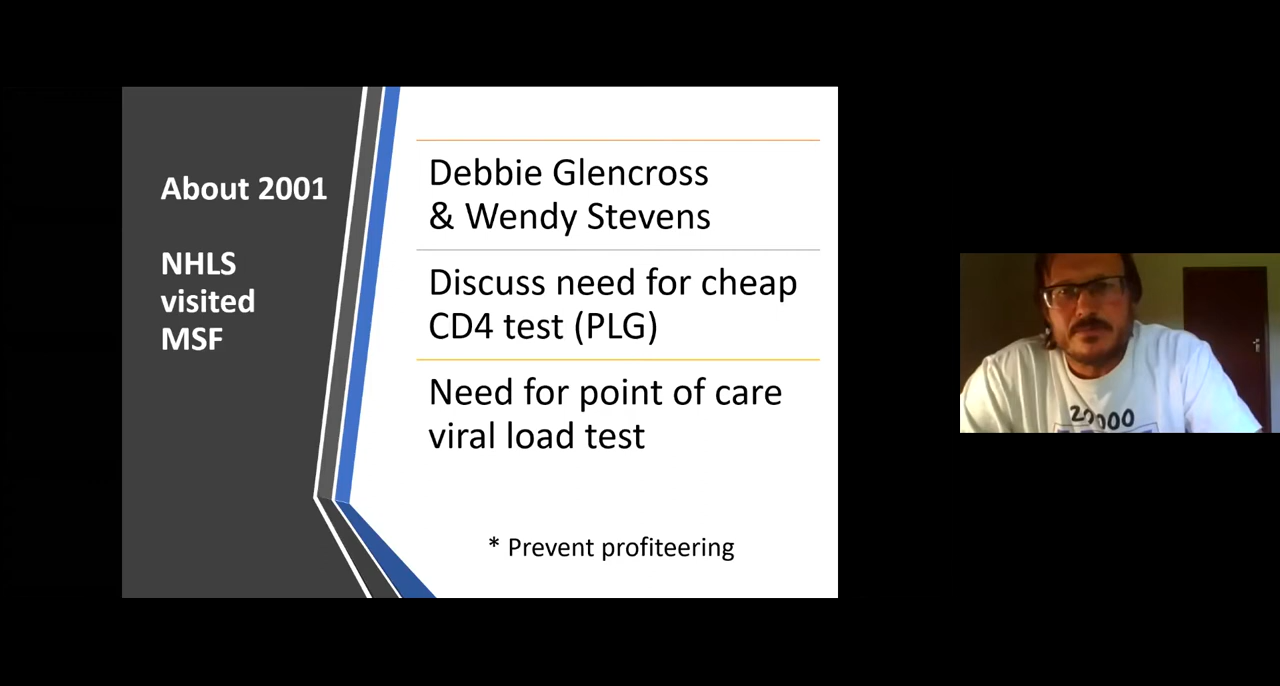 About 2001
NHLS
visited
MSF
Debbie Glencross
& Wendy Stevens
Discuss need for cheap
CD4 test (PLG)
Need for point of care
viral load test
* Prevent profiteering
20000